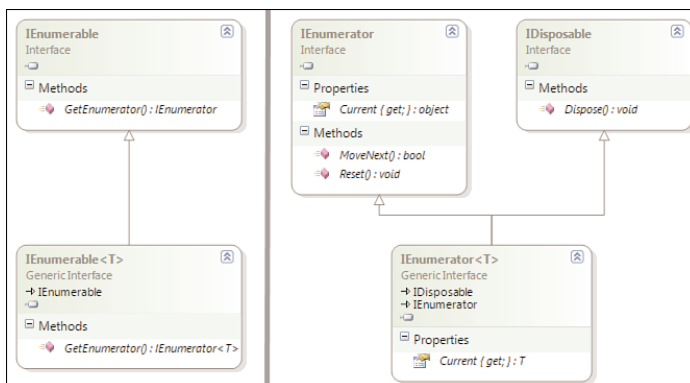 IEnumerable
Interface
Methods
GetEnumerator() : IEnumerator
IEnumerable<T>
Generic Interface
IEnumerable
Methods
GetEnumerator() : IEnumerator<T>
IEnumerator
Interface
Properties
Current { get; } : object
Methods
MoveNext() : bool
Reset() : void
IDisposable
Interface
Methods
Dispose() : void
IEnumerator<T>
Generic Interface
IDisposable
IEnumerator
Properties
Current { get; } : T